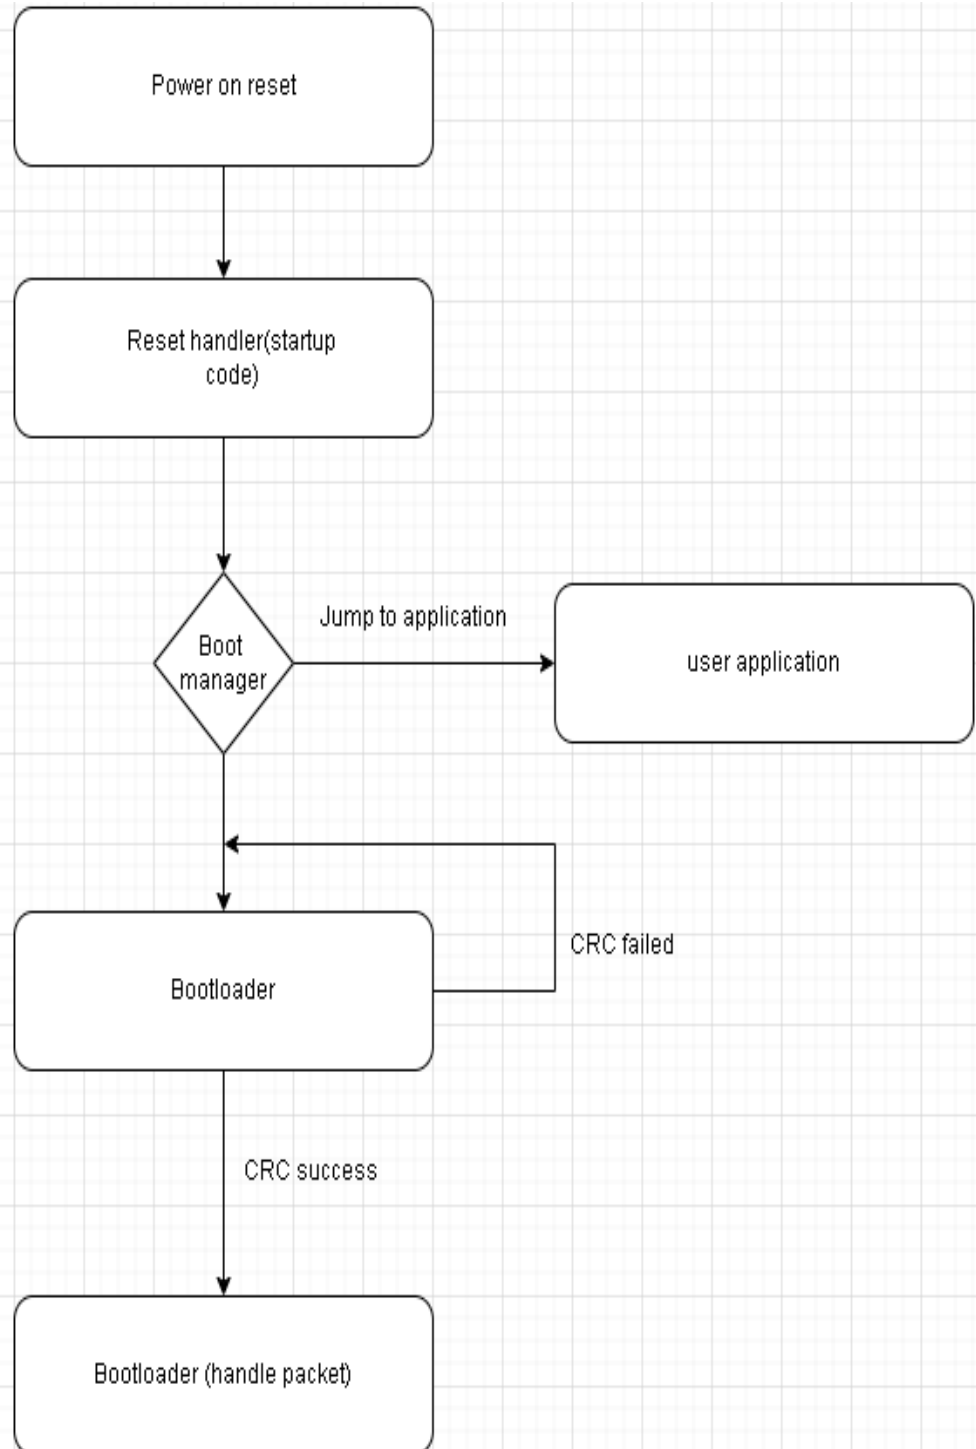 Power on reset
Reset handler(startup
code)
Jump to application
Boot
manager
user application
CRC failed
Bootloader
CRC success
Bootloader (handle packet)